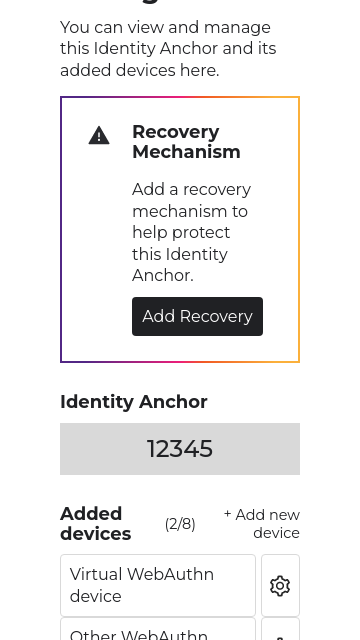 You can view and manage
this Identity Anchor and its
added devices here.
Recovery
Mechanism
Add a recovery
mechanism to
help protect
this Identity
Anchor.
Add Recovery
Identity Anchor
12345
Added
devices
(2/8)
+ Add new
device
Virtual WebAuthn
device
Other WebAuthn